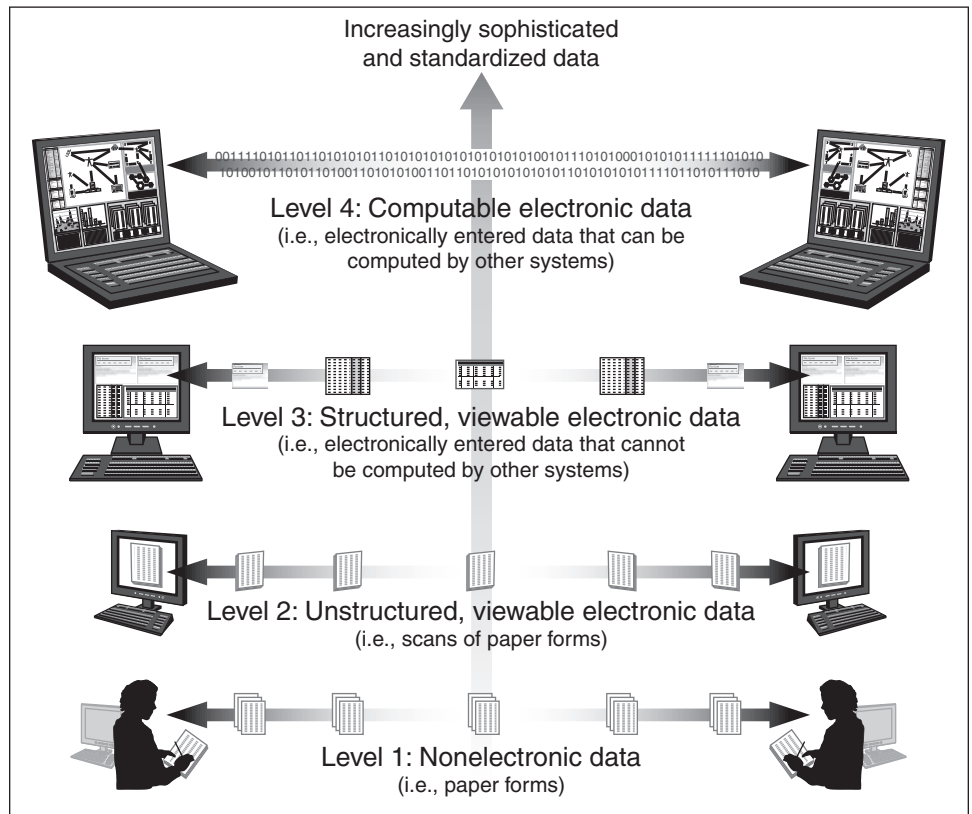 Increasingly sophisticated
and standardized data
Level 4: Computable electronic data
(i.e., electronically entered data that can be
computed by other systems)
Level 3: Structured, viewable electronic data
(i.e., electronically entered data that cannot
be computed by other systems)
Level 2: Unstructured, viewable electronic data
(i.e., scans of paper forms)
Level 1: Nonelectronic data
(i.e., paper forms)